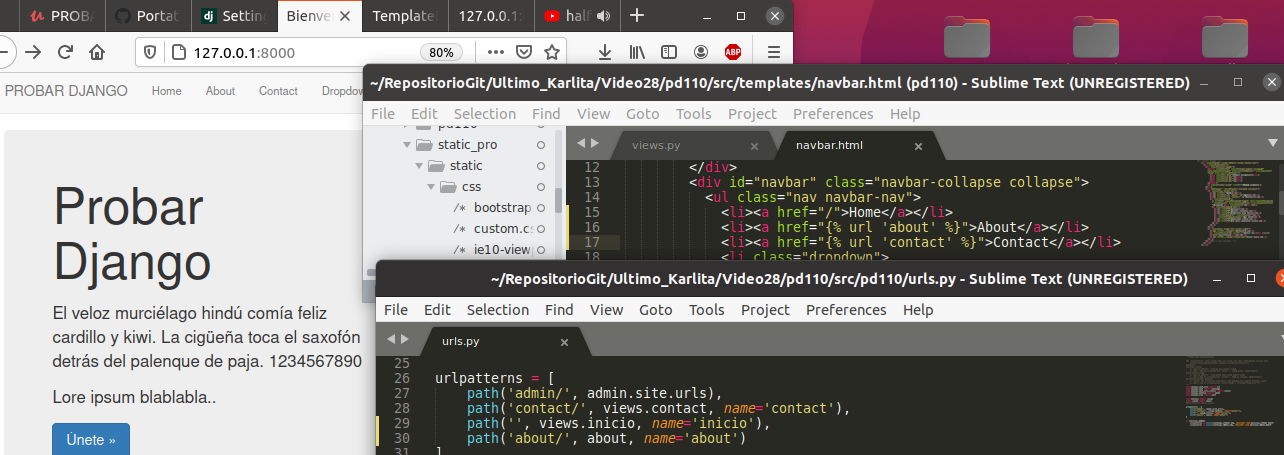 PROBA
Portat
Setting
Bienve
Template
127.0.0.1:
half
127.0.0.1:8000
80%
ABP
PROBAR DJANGO
Home
About
Contact
Dropdow
Probar
Django
El veloz murciélago hindú comía feliz
cardillo y kiwi. La cigüeña toca el saxofón
detrás del palenque de paja. 1234567890
Lore ipsum blablabla..
Únete »
~/RepositorioGit/Ultimo_Karlita/Video28/pd110/src/templates/navbar.html (pd110) - Sublime Text (UNREGISTERED)
File Edit Selection Find View Goto Tools Project Preferences Help
pd110
static_pro
static
css
/* bootstrap
/* custom.cs
/* ie10-view
views.py
navbar.html
12 </div>
13 <div id="navbar" class="navbar-collapse collapse">
14 <ul class="nav navbar-nav">
15 <li><a href="/">Home</a></li>
16 <li><a href="{% url 'about' %}">About</a></li>
17 <li><a href="{% url 'contact' %}">Contact</a></li>
18 <li class="dropdown">
~/RepositorioGit/Ultimo_Karlita/Video28/pd110/src/pd110/urls.py - Sublime Text (UNREGISTERED)
File Edit Selection Find View Goto Tools Project Preferences Help
urls.py
25
26 urlpatterns = [
27 path('admin/', admin.site.urls),
28 path('contact/', views.contact, name='contact'),
29 path('', views.inicio, name='inicio'),
30 path('about/', about, name='about')
31 ]